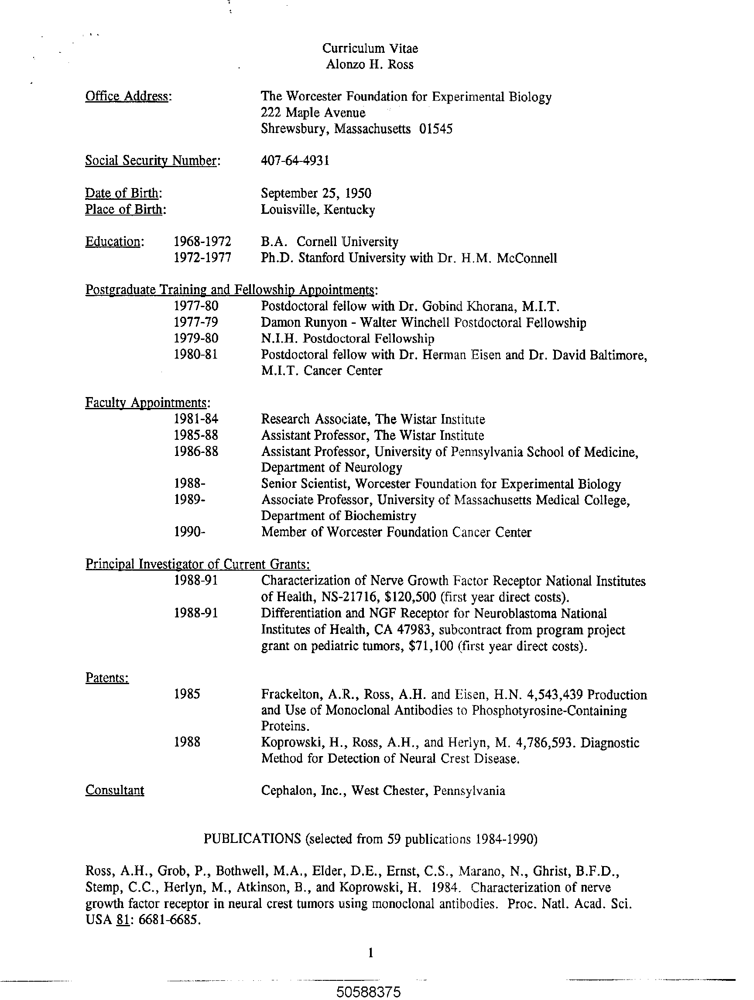 Curriculum Vitae
Alonzo H. Ross
Office Address: The Worcester Foundation for Experimental Biology
222 Maple Avenue
Shrewsbury, Massachusetts 01545
Social Security Number: 407-64-4931
Date of Birth: September 25, 1950
Place of Birth: Louisville, Kentucky
Education: 1968-1972 B.A. Cornell University
1972-1977 Ph.D. Stanford University with Dr. H.M. McConnell
Postgraduate Training and Fellowship Appointments:
1977-80 Postdoctoral fellow with Dr. Gobind Khorana, M.I.T.
1977-79 Damon Runyon - Walter Winchell Postdoctoral Fellowship
1979-80 N.I.H. Postdoctoral Fellowship
1980-81 Postdoctoral fellow with Dr. Herman Eisen and Dr. David Baltimore,
M.I.T. Cancer Center
Faculty Appointments:
1981-84 Research Associate, The Wistar Institute
1985-88 Assistant Professor, The Wistar Institute
1986-88 Assistant Professor, University of Pennsylvania School of Medicine,
Department of Neurology
1988- Senior Scientist, Worcester Foundation for Experimental Biology
1989- Associate Professor, University of Massachusetts Medical College,
Department of Biochemistry
1990- Member of Worcester Foundation Cancer Center
Principal Investigator of Current Grants:
1988-91 Characterization of Nerve Growth Factor Receptor National Institutes
of Health, NS-21716, $120,500 (first year direct costs).
1988-91 Differentiation and NGF Receptor for Neuroblastoma National
Institutes of Health, CA 47983, subcontract from program project
grant on pediatric tumors, $71,100 (first year direct costs).
Patents:
1985 Frackelton, A.R., Ross, A.H. and Eisen, H.N. 4,543,439 Production
and Use of Monoclonal Antibodies to Phosphotyrosine-Containing
Proteins.
1988 Koprowski, H., Ross, A.H., and Herlyn, M. 4,786,593. Diagnostic
Method for Detection of Neural Crest Disease.
Consultant Cephalon, Inc., West Chester, Pennsylvania
PUBLICATIONS (selected from 59 publications 1984-1990)
Ross, A.H., Grob, P., Bothwell, M.A., Elder, D.E., Ernst, C.S., Marano, N., Ghrist, B.F.D.,
Stemp, C.C., Herlyn, M., Atkinson, B., and Koprowski, H. 1984. Characterization of nerve
growth factor receptor in neural crest tumors using monoclonal antibodies. Proc. Natl. Acad. Sci.
USA 81: 6681-6685.
1
50588375